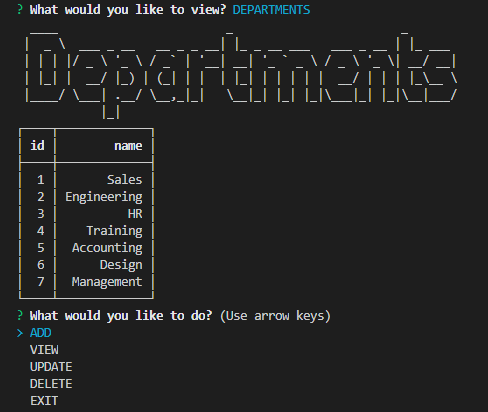 ? What would you like to view? DEPARTMENTS
Departments
id name
1 Sales
2 Engineering
3 HR
4 Training
5 Accounting
6 Design
7 Management
? What would you like to do? (Use arrow keys)
> ADD
VIEW
UPDATE
DELETE
EXIT